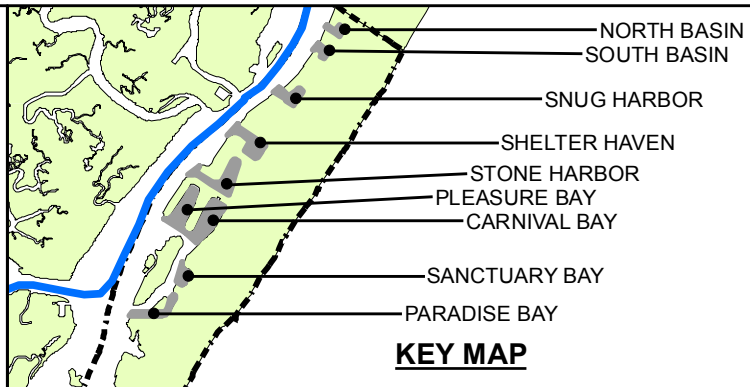 NORTH BASIN
SOUTH BASIN
SNUG HARBOR
SHELTER HAVEN
STONE HARBOR
PLEASURE BAY
CARNIVAL BAY
SANCTUARY BAY
PARADISE BAY
KEY MAP